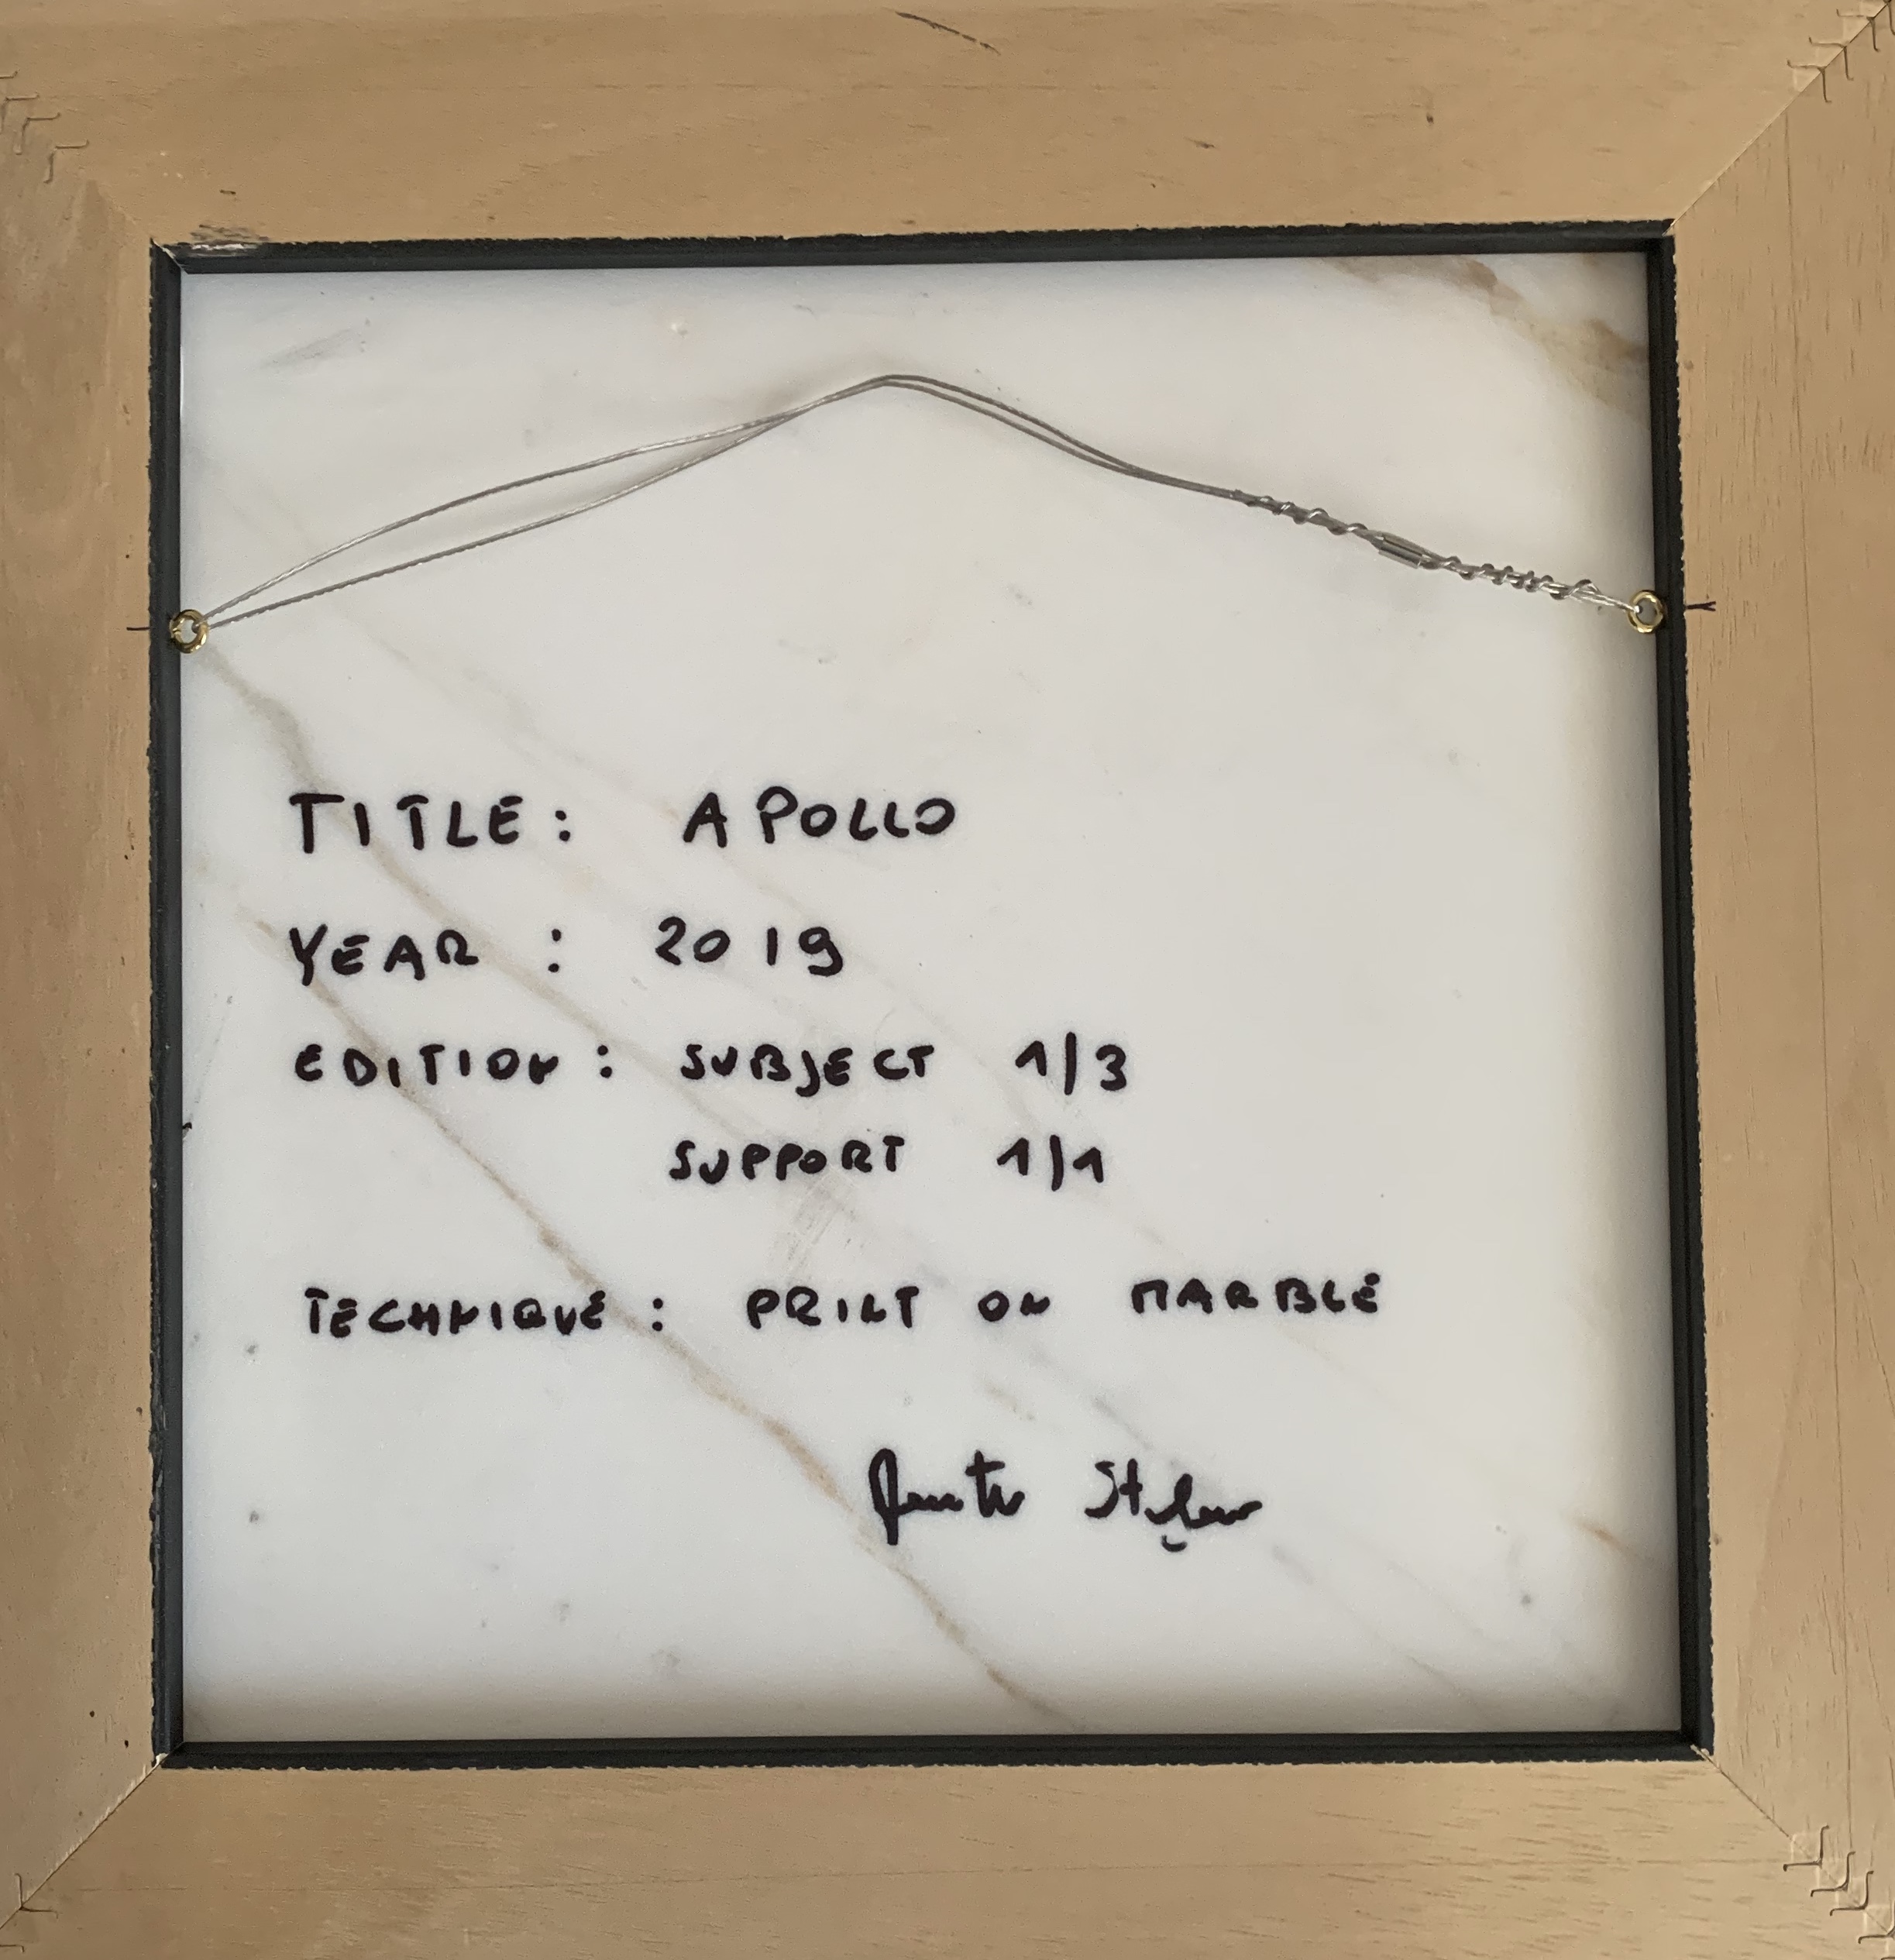 TITLE: APOLLO
YEAR: 2019
EDITION: SUBJECT 1/3
SUPPORT 1/1
TECHNIQUE: PRINT ON MARBLE